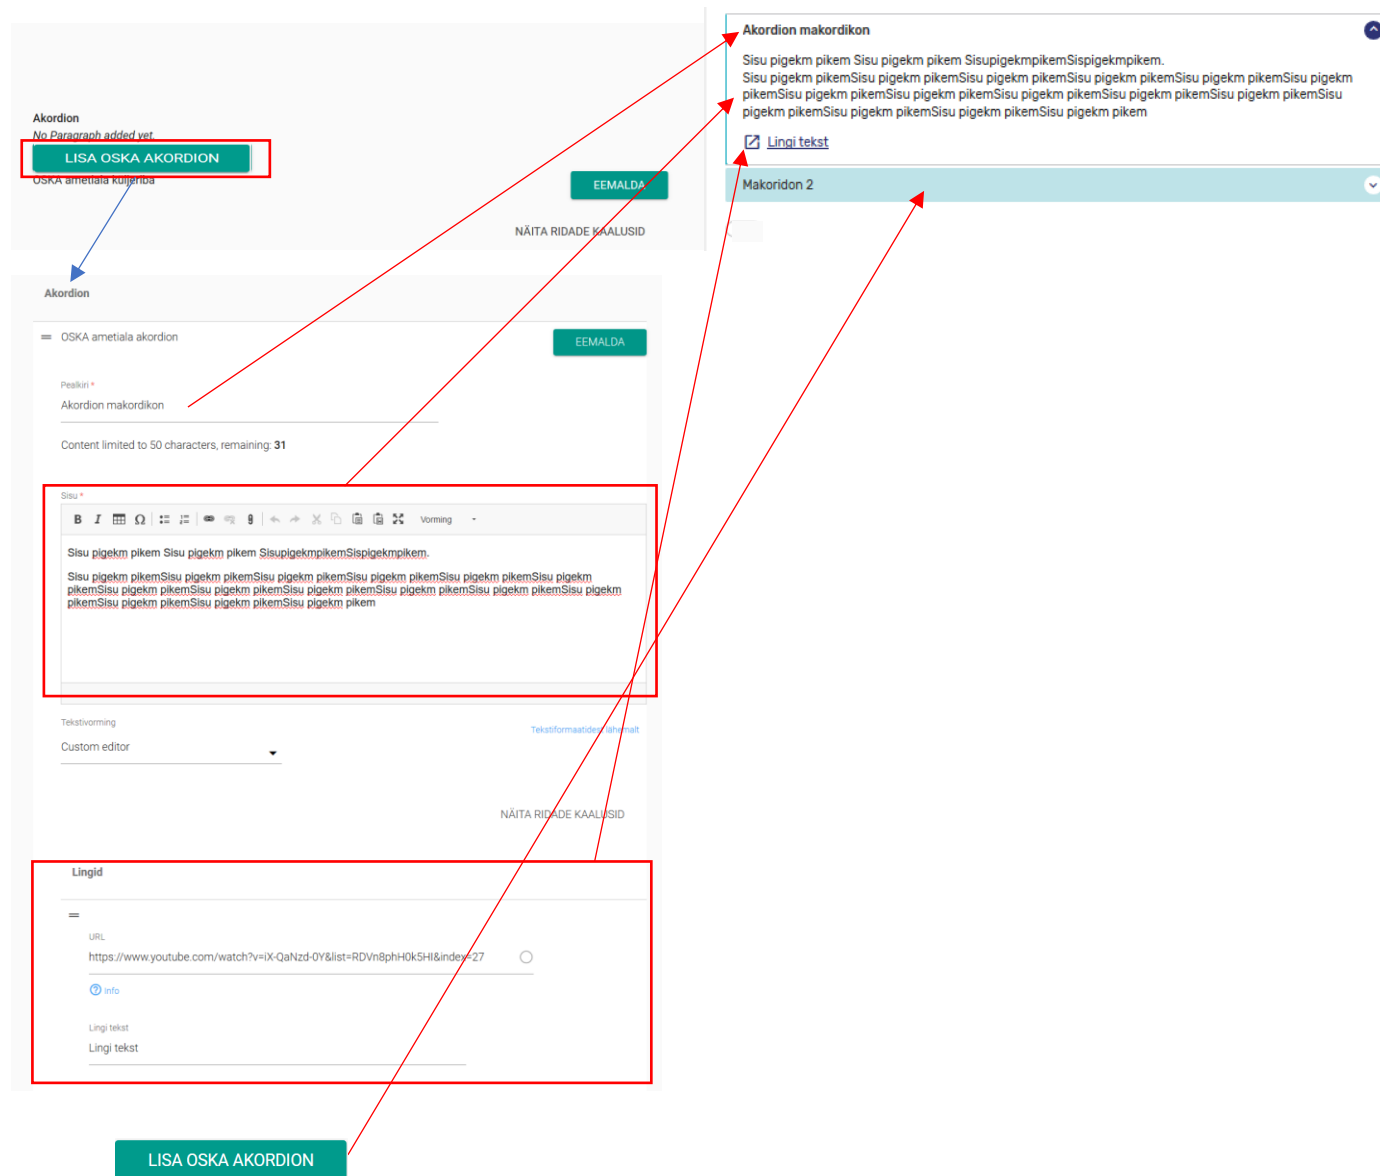 Akordion
No Paragraph added yet.
LISA OSKA AKORDION
OSKA ametiala küljeriba
EEMALDA
NÄITA RIDADE KAALUSID
Akordion makordikon
Sisu pigekm pikem Sisu pigekm pikem SisupigekmpikemSispigekmpikem.
Sisu pigekm pikemSisu pigekm pikemSisu pigekm pikemSisu pigekm pikemSisu pigekm pikemSisu pigekm
pikemSisu pigekm pikemSisu pigekm pikemSisu pigekm pikemSisu pigekm pikemSisu pigekm pikemSisu
pigekm pikemSisu pigekm pikemSisu pigekm pikemSisu pigekm pikem
Lingi tekst
Makoridon 2
Akordion
OSKA ametiala akordion
EEMALDA
Pealkiri *
Akordion makordikon
Content limited to 50 characters, remaining: 31
Sisu *
B I Ω Vorming
Sisu pigekm pikem Sisu pigekm pikem SisupigekmpikemSispigekmpikem.
Sisu pigekm pikemSisu pigekm pikemSisu pigekm pikemSisu pigekm pikemSisu pigekm pikemSisu pigekm
pikemSisu pigekm pikemSisu pigekm pikemSisu pigekm pikemSisu pigekm pikemSisu pigekm pikemSisu pigekm
pikemSisu pigekm pikemSisu pigekm pikemSisu pigekm pikem
Tekstivorming
Tekstiformaatidest lähemalt
Custom editor
NÄITA RIDADE KAALUSID
Lingid
URL
https://www.youtube.com/watch?v=iX-QaNzd-0Y&list=RDVn8phH0k5HI&index=27
Info
Lingi tekst
Lingi tekst
LISA OSKA AKORDION